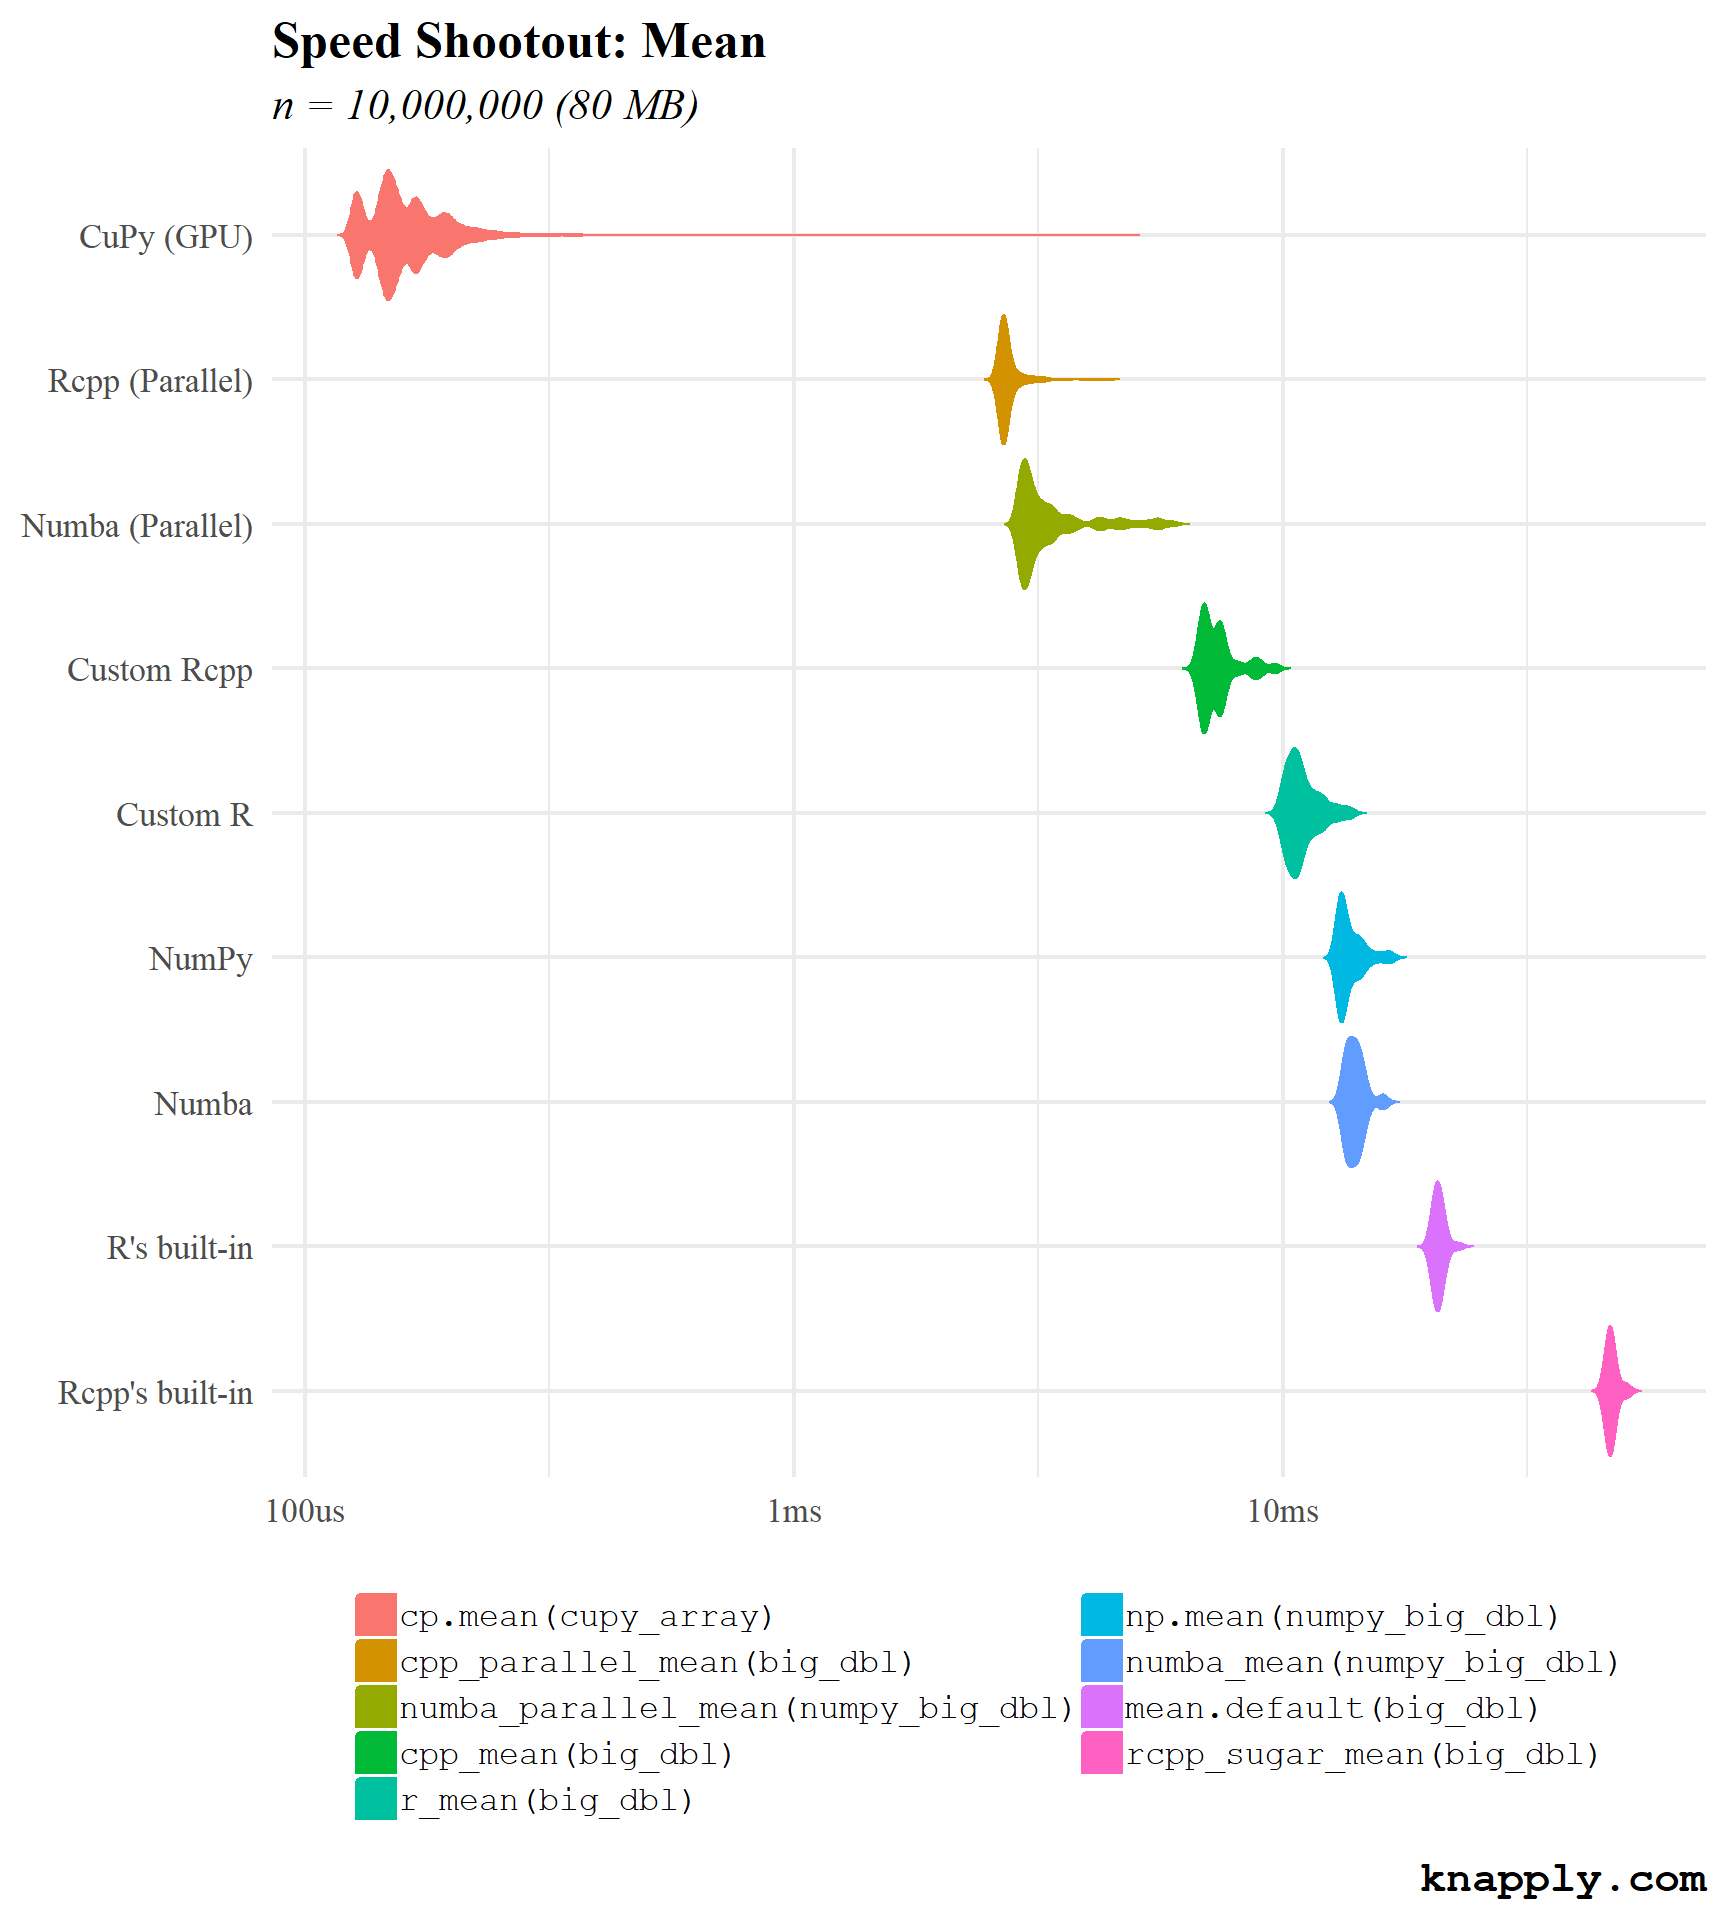 Speed Shootout: Mean
n = 10,000,000 (80 MB)
CuPy (GPU)
Rcpp (Parallel)
Numba (Parallel)
Custom Rcpp
Custom R
NumPy
Numba
R's built-in
Rcpp's built-in
100us 1ms 10ms
cp.mean(cupy_array)
cpp_parallel_mean(big_dbl)
numba_parallel_mean(numpy_big_dbl)
cpp_mean(big_dbl)
r_mean(big_dbl)
np.mean(numpy_big_dbl)
numba_mean(numpy_big_dbl)
mean.default(big_dbl)
rcpp_sugar_mean(big_dbl)
knapply.com